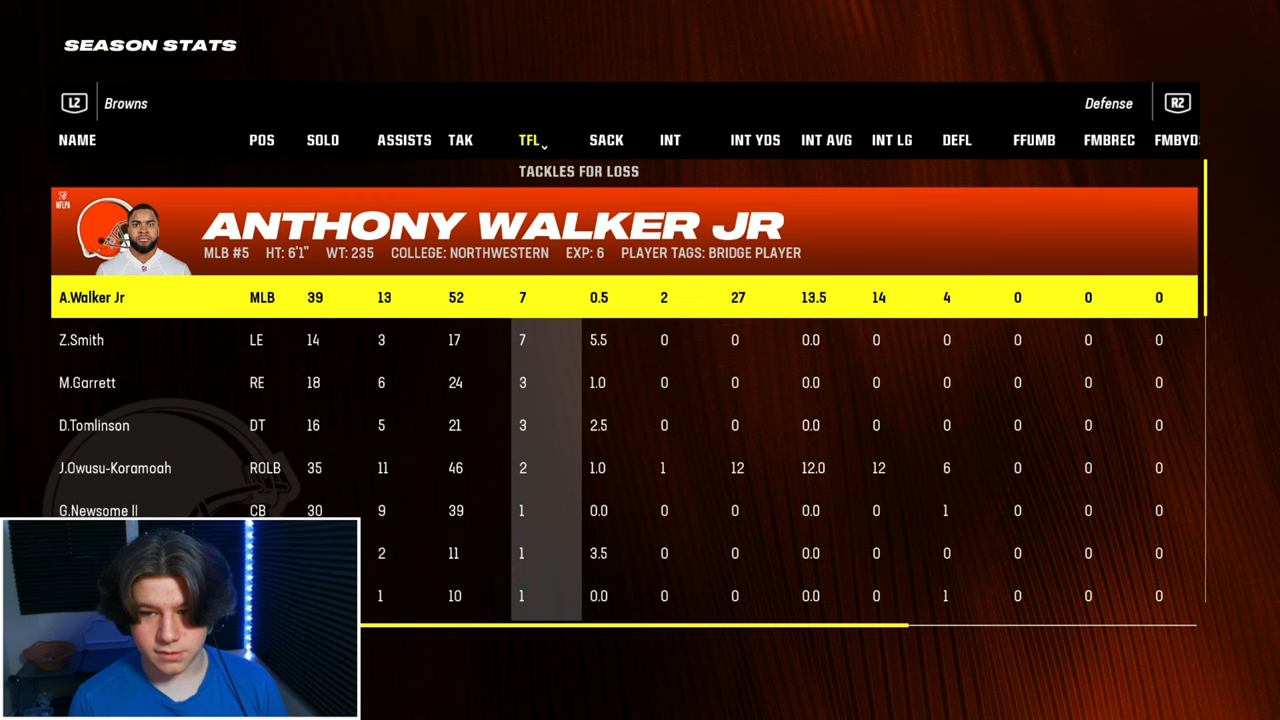 SEASON STATS
L2 Browns Defense R2
NAME POS SOLO ASSISTS TAK TFL SACK INT INT YDS INT AVG INT LG DEFL FFUMB FMBREC FMBYD
TACKLES FOR LOSS
NFLPA
ANTHONY WALKER JR
MLB #5 HT: 6'1" WT: 235 COLLEGE: NORTHWESTERN EXP: 6 PLAYER TAGS: BRIDGE PLAYER
A.Walker Jr MLB 39 13 52 7 0.5 2 27 13.5 14 4 0 0 0
Z.Smith LE 14 3 17 7 5.5 0 0 0.0 0 0 0 0 0
M.Garrett RE 18 6 24 3 1.0 0 0 0.0 0 0 0 0 0
D.Tomlinson DT 16 5 21 3 2.5 0 0 0.0 0 0 0 0 0
J.Owusu-Koramoah ROLB 35 11 46 2 1.0 1 12 12.0 12 6 0 0 0
G.Newsome II CB 30 9 39 1 0.0 0 0 0.0 0 1 0 0 0
2 11 1 3.5 0 0 0.0 0 0 0 0 0
1 10 1 0.0 0 0 0.0 0 1 0 0 0